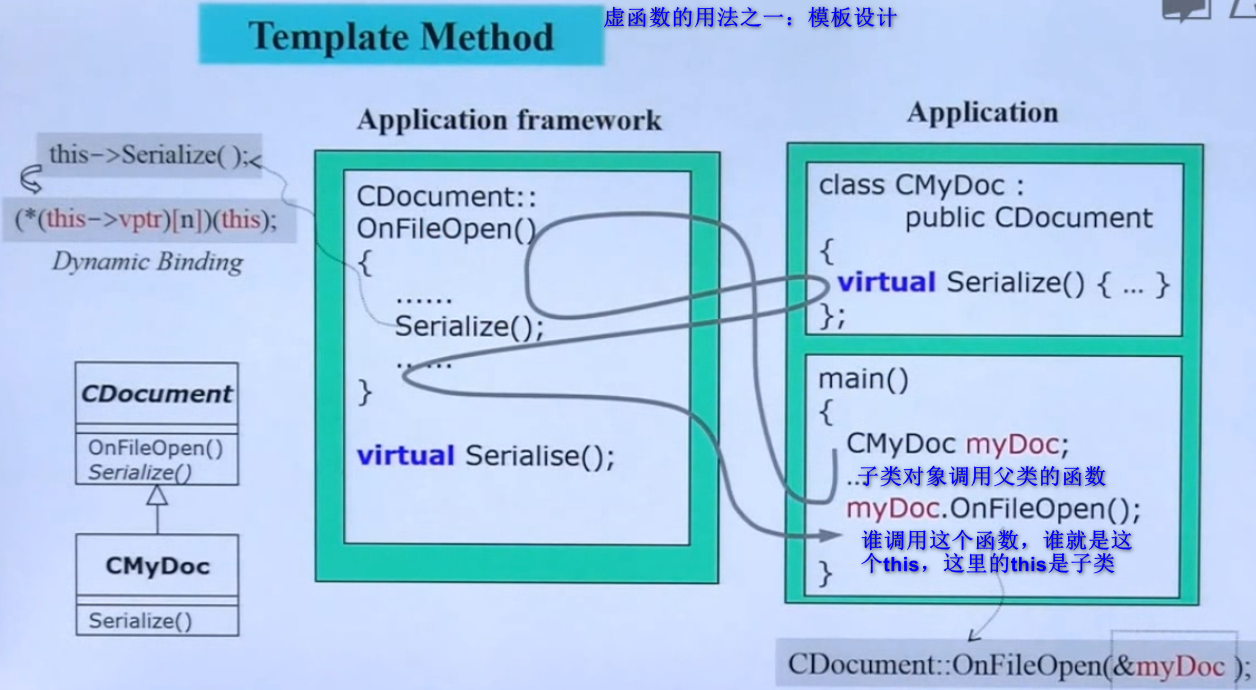 Template Method
虚函数的用法之一：模板设计
Application framework
Application
this->Serialize( );
(*(this->vptr)[n])(this);
Dynamic Binding
CDocument::
OnFileOpen()
{
......
Serialize();
......
}
virtual Serialise();
class CMyDoc :
public CDocument
{
virtual Serialize() { ... }
};
main()
{
CMyDoc myDoc;
...子类对象调用父类的函数
myDoc.OnFileOpen();
谁调用这个函数，谁就是这
个this，这里的this是子类
}
CDocument::OnFileOpen(&myDoc );
CDocument
OnFileOpen()
Serialize()
CMyDoc
Serialize()